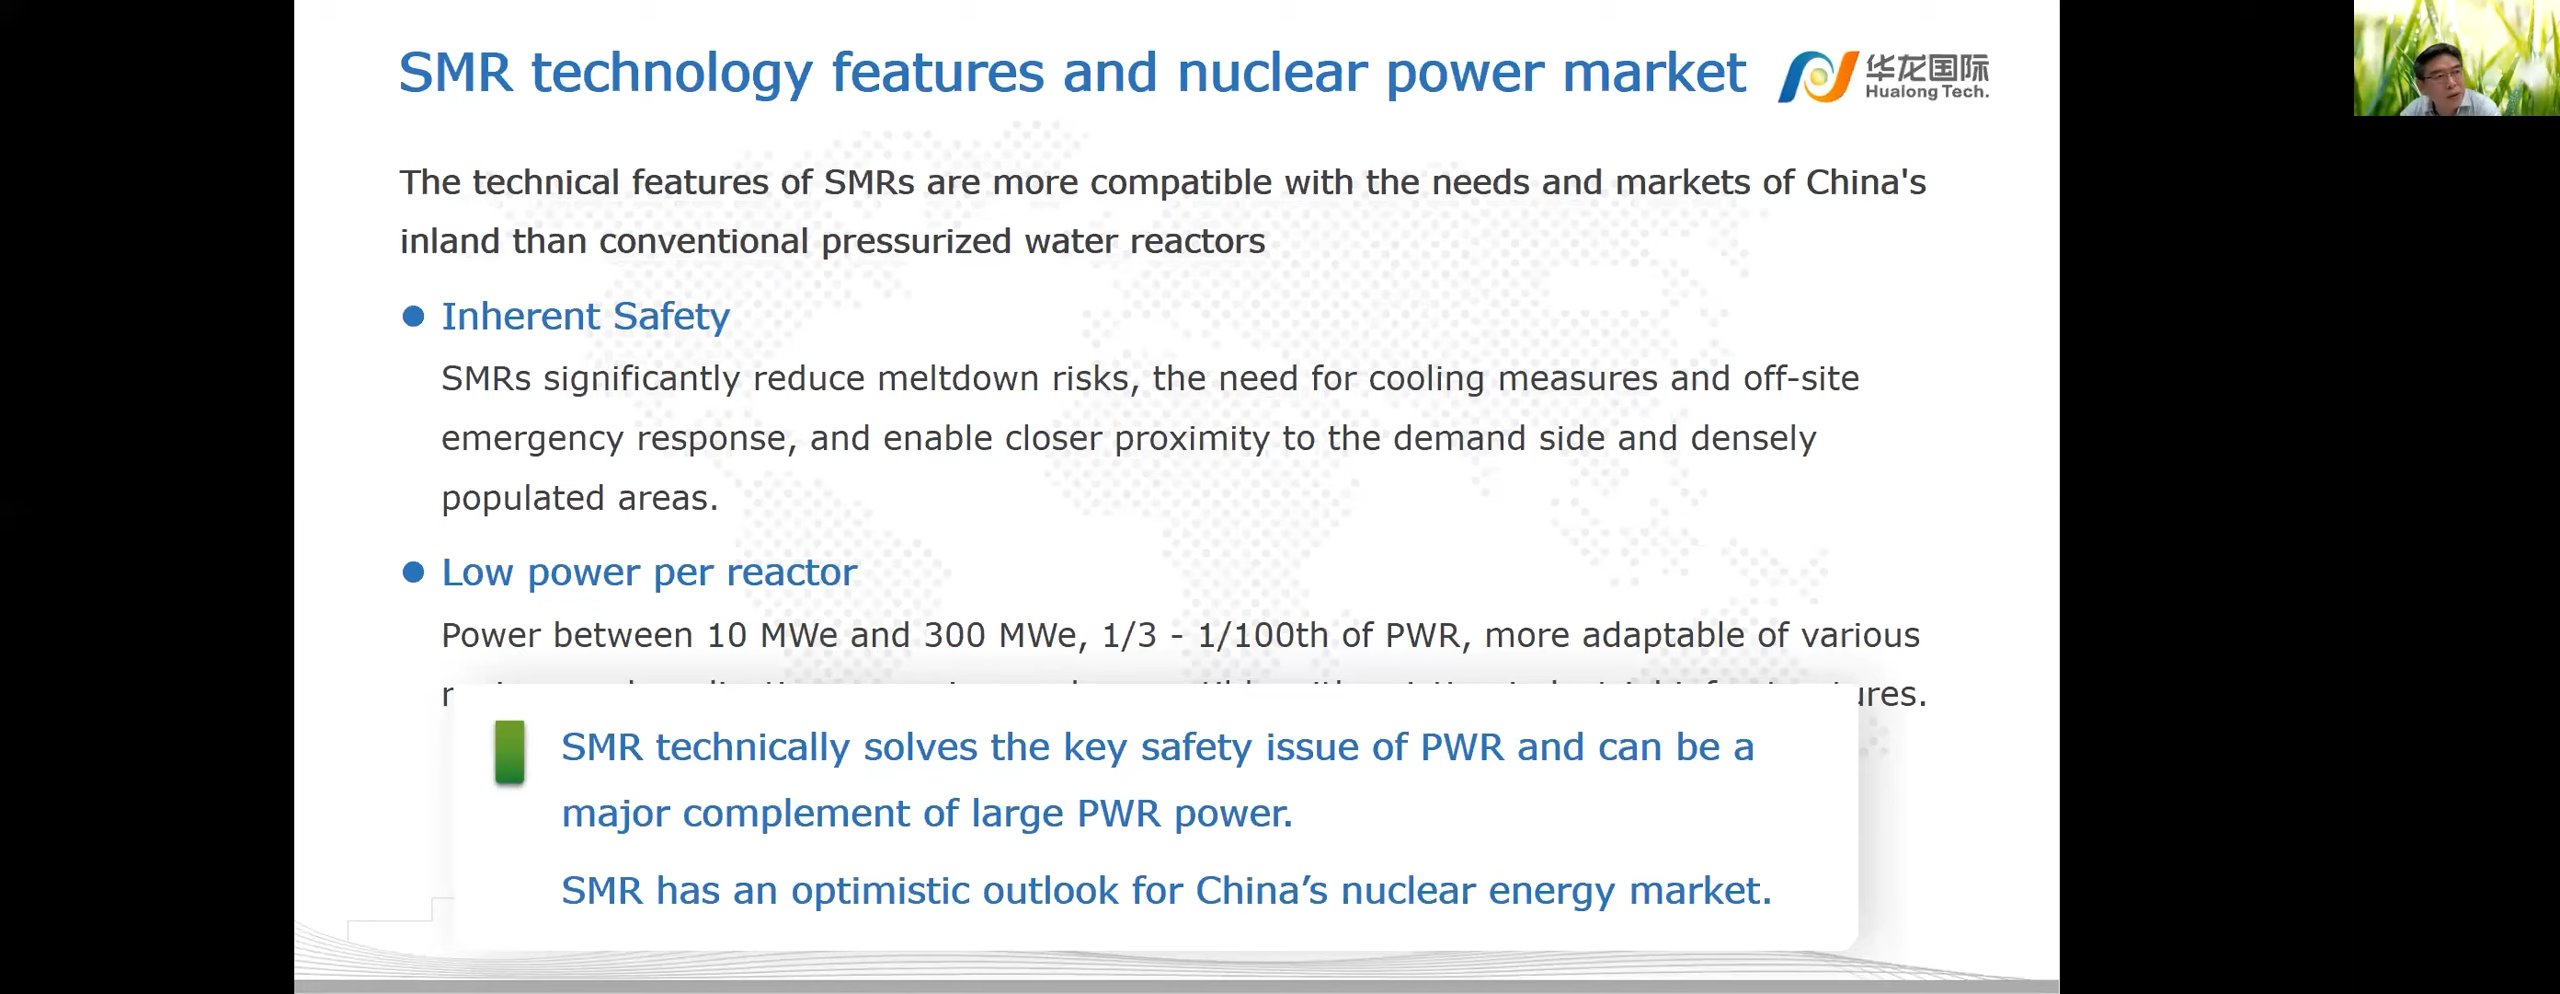 SMR technology features and nuclear power market
华龙国际
Hualong Tech.
The technical features of SMRs are more compatible with the needs and markets of China's
inland than conventional pressurized water reactors
Inherent Safety
SMRs significantly reduce meltdown risks, the need for cooling measures and off-site
emergency response, and enable closer proximity to the demand side and densely
populated areas.
Low power per reactor
Power between 10 MWe and 300 MWe, 1/3 - 1/100th of PWR, more adaptable of various
SMR technically solves the key safety issue of PWR and can be a
major complement of large PWR power.
SMR has an optimistic outlook for China’s nuclear energy market.